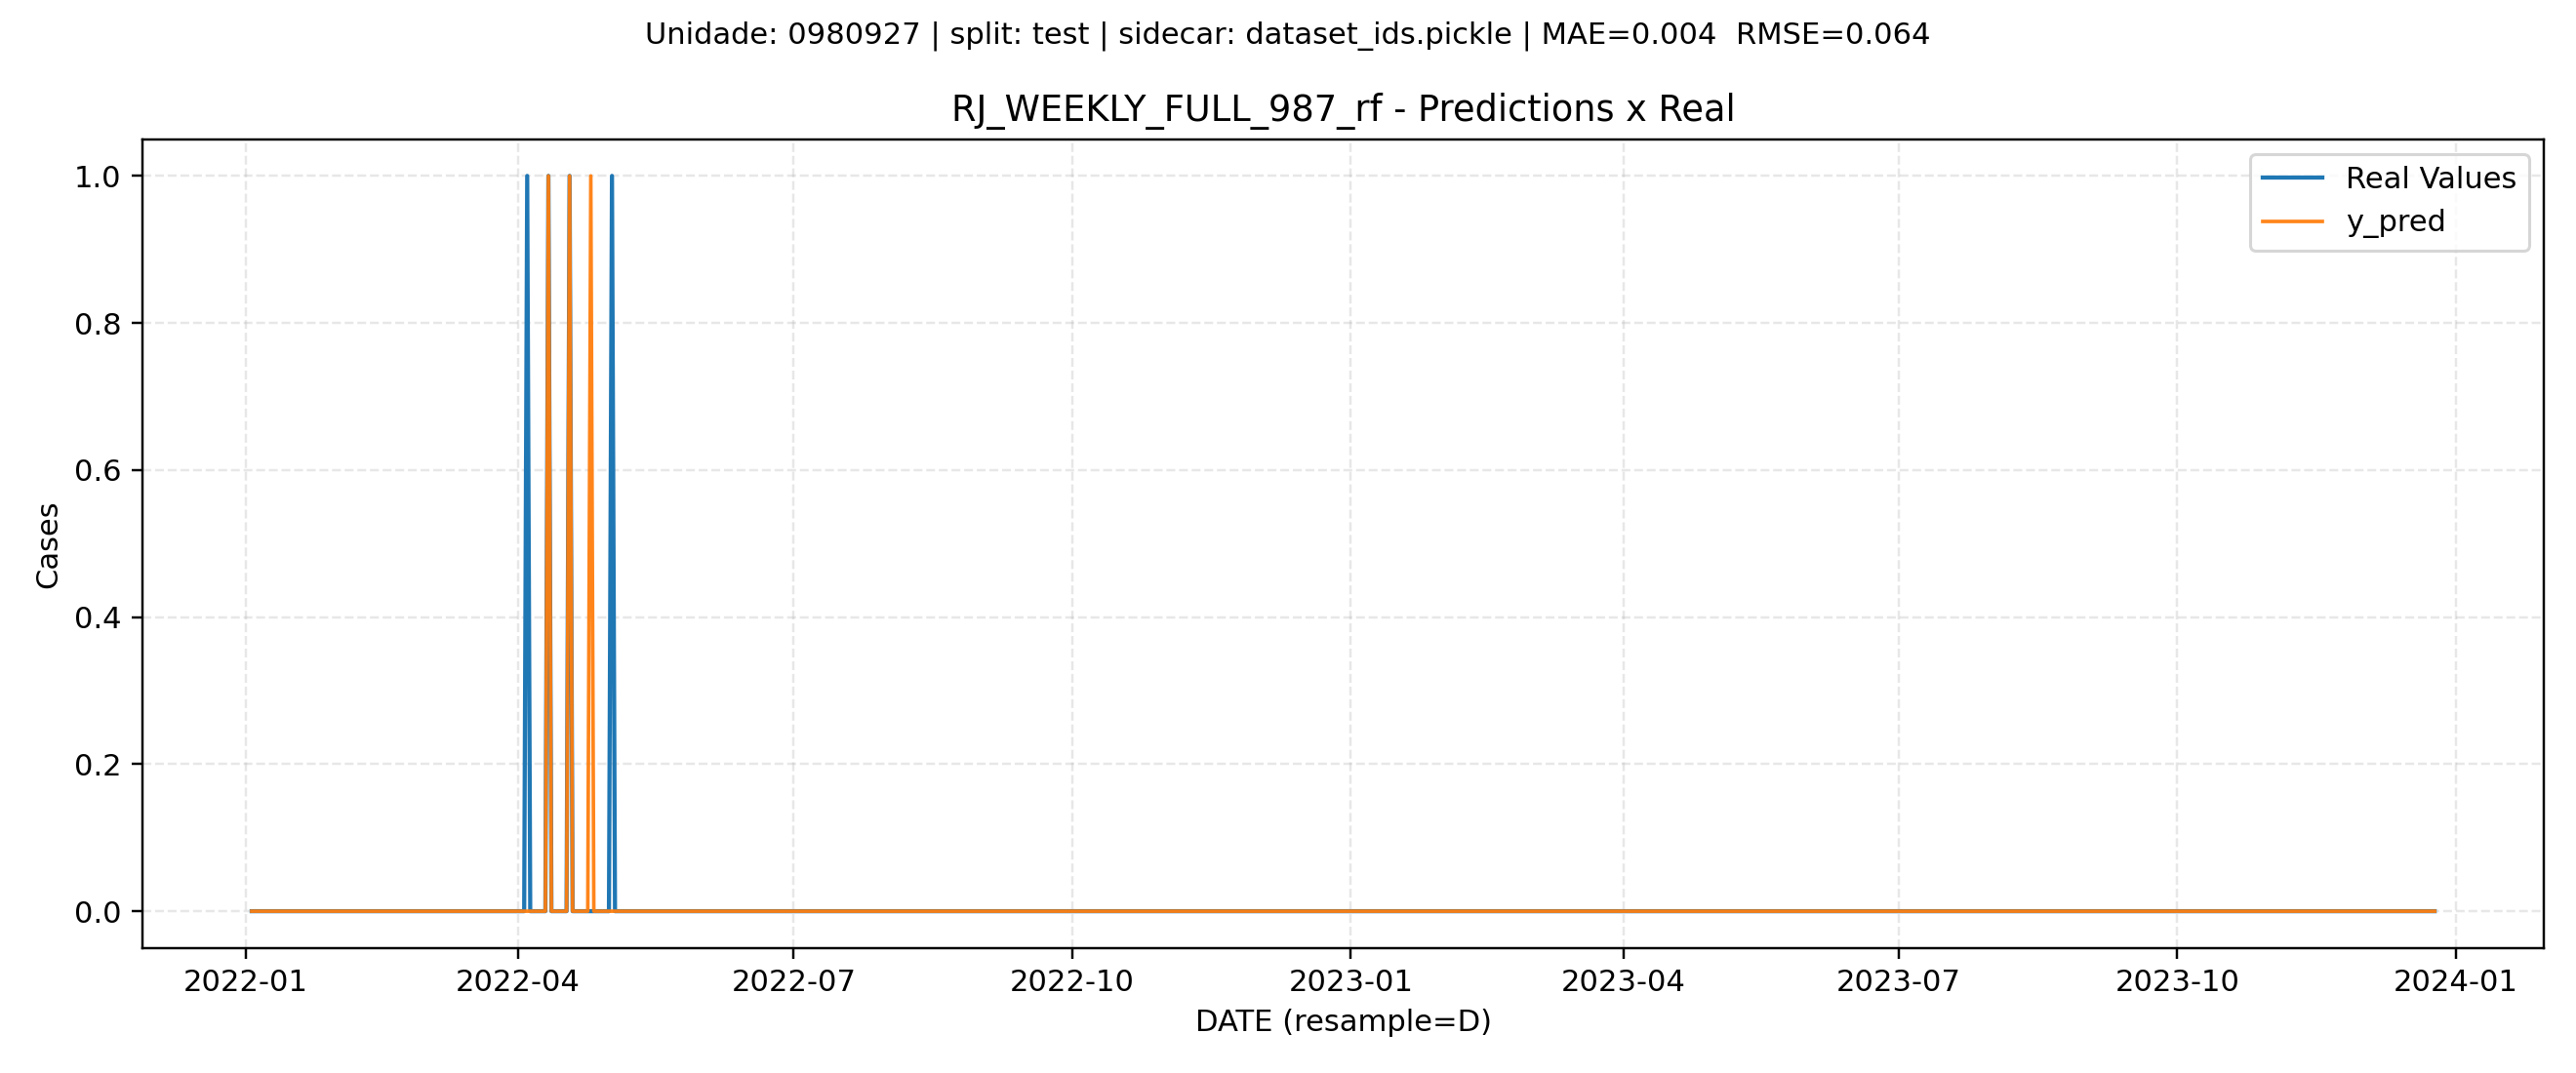 Unidade: 0980927 | split: test | sidecar: dataset_ids.pickle | MAE=0.004  RMSE=0.064
RJ_WEEKLY_FULL_987_rf - Predictions x Real
Real Values
y_pred
Cases
1.0
0.8
0.6
0.4
0.2
0.0
2022-01
2022-04
2022-07
2022-10
2023-01
2023-04
2023-07
2023-10
2024-01
DATE (resample=D)